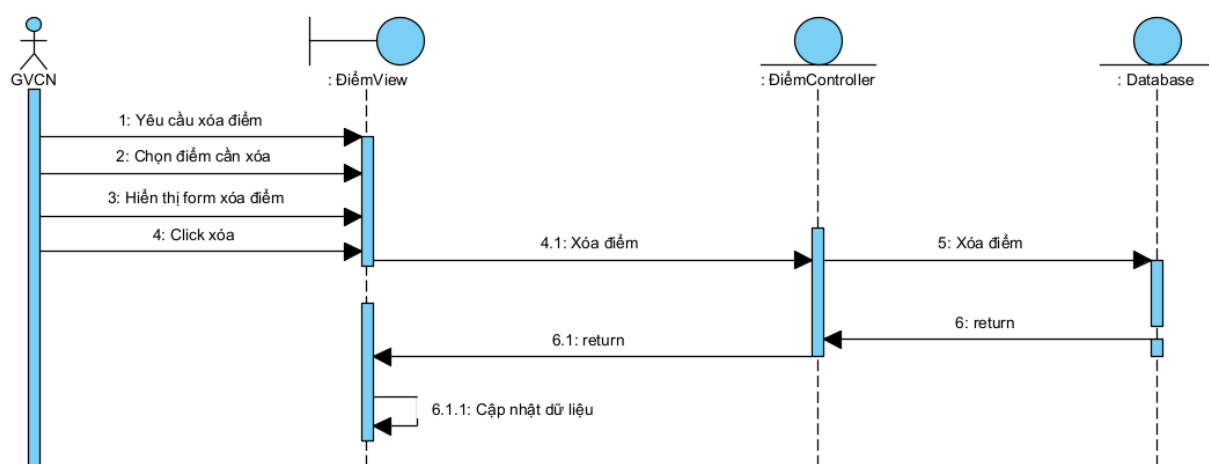 GVCN
: ĐiểmView
: ĐiểmController
: Database
1: Yêu cầu xóa điểm
2: Chọn điểm cần xóa
3: Hiển thị form xóa điểm
4: Click xóa
4.1: Xóa điểm
5: Xóa điểm
6: return
6.1: return
6.1.1: Cập nhật dữ liệu